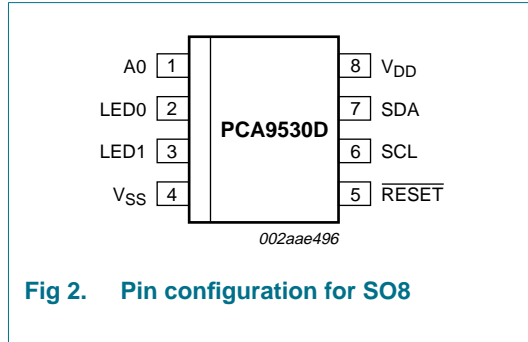 A0 1 8 VDD
LED0 2 7 SDA
PCA9530D
LED1 3 6 SCL
VSS 4 5 RESET
002aae496
Fig 2. Pin configuration for SO8